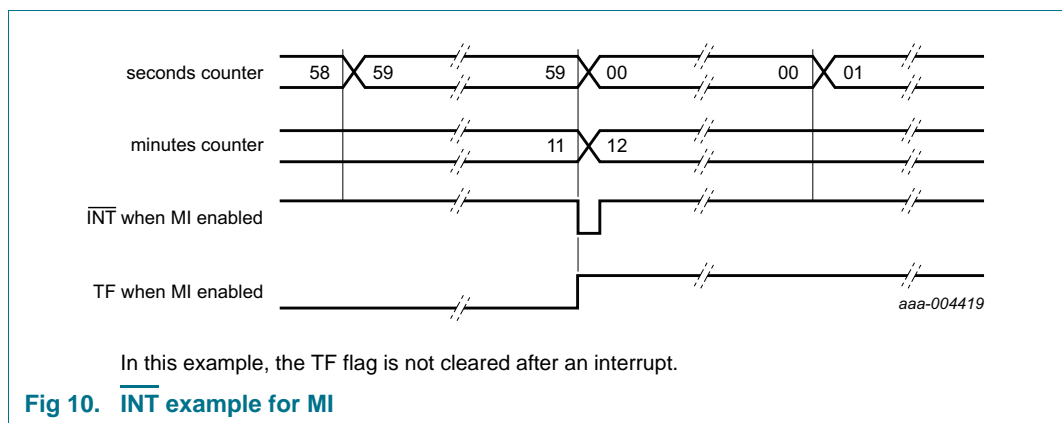 seconds counter 58 59 59 00 00 01
minutes counter 11 12
INT when MI enabled
TF when MI enabled
aaa-004419
In this example, the TF flag is not cleared after an interrupt.
Fig 10. INT example for MI